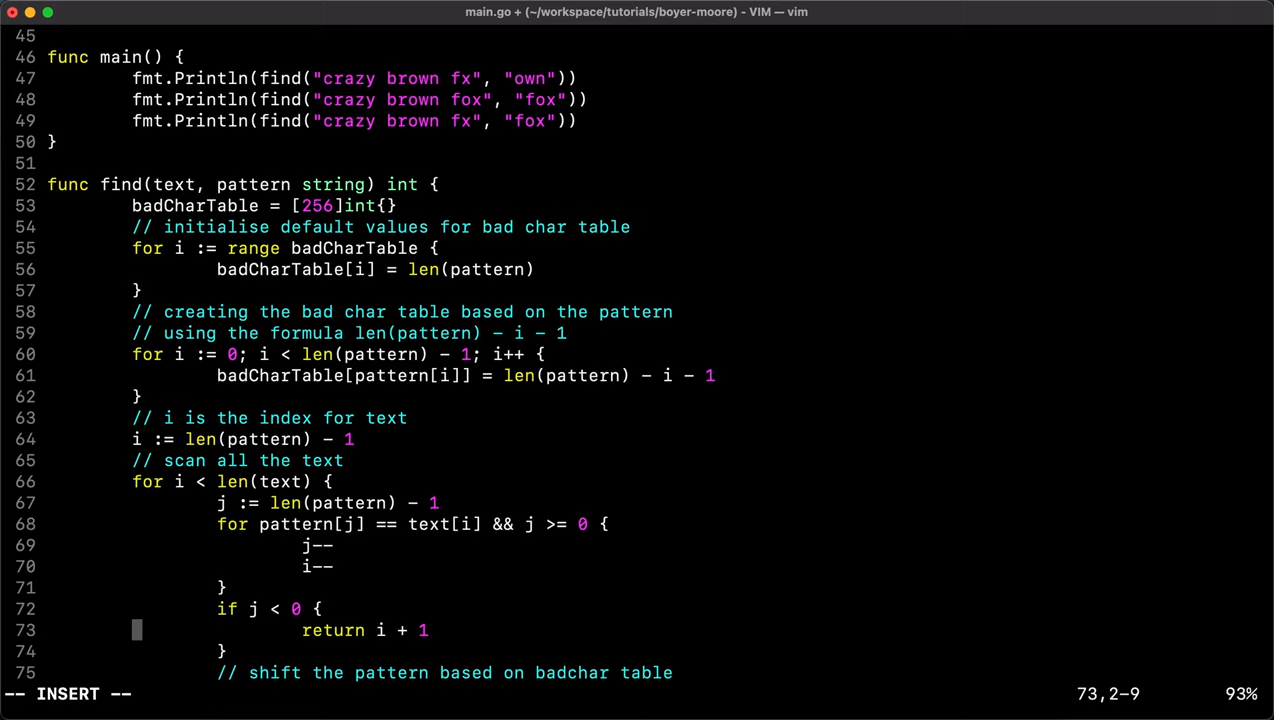 main.go + (~/workspace/tutorials/boyer-moore) - VIM — vim
45
46 func main() {
47 fmt.Println(find("crazy brown fx", "own"))
48 fmt.Println(find("crazy brown fox", "fox"))
49 fmt.Println(find("crazy brown fx", "fox"))
50 }
51
52 func find(text, pattern string) int {
53 badCharTable = [256]int{}
54 // initialise default values for bad char table
55 for i := range badCharTable {
56 badCharTable[i] = len(pattern)
57 }
58 // creating the bad char table based on the pattern
59 // using the formula len(pattern) - i - 1
60 for i := 0; i < len(pattern) - 1; i++ {
61 badCharTable[pattern[i]] = len(pattern) - i - 1
62 }
63 // i is the index for text
64 i := len(pattern) - 1
65 // scan all the text
66 for i < len(text) {
67 j := len(pattern) - 1
68 for pattern[j] == text[i] && j >= 0 {
69 j--
70 i--
71 }
72 if j < 0 {
73 return i + 1
74 }
75 // shift the pattern based on badchar table
-- INSERT -- 73,2-9 93%